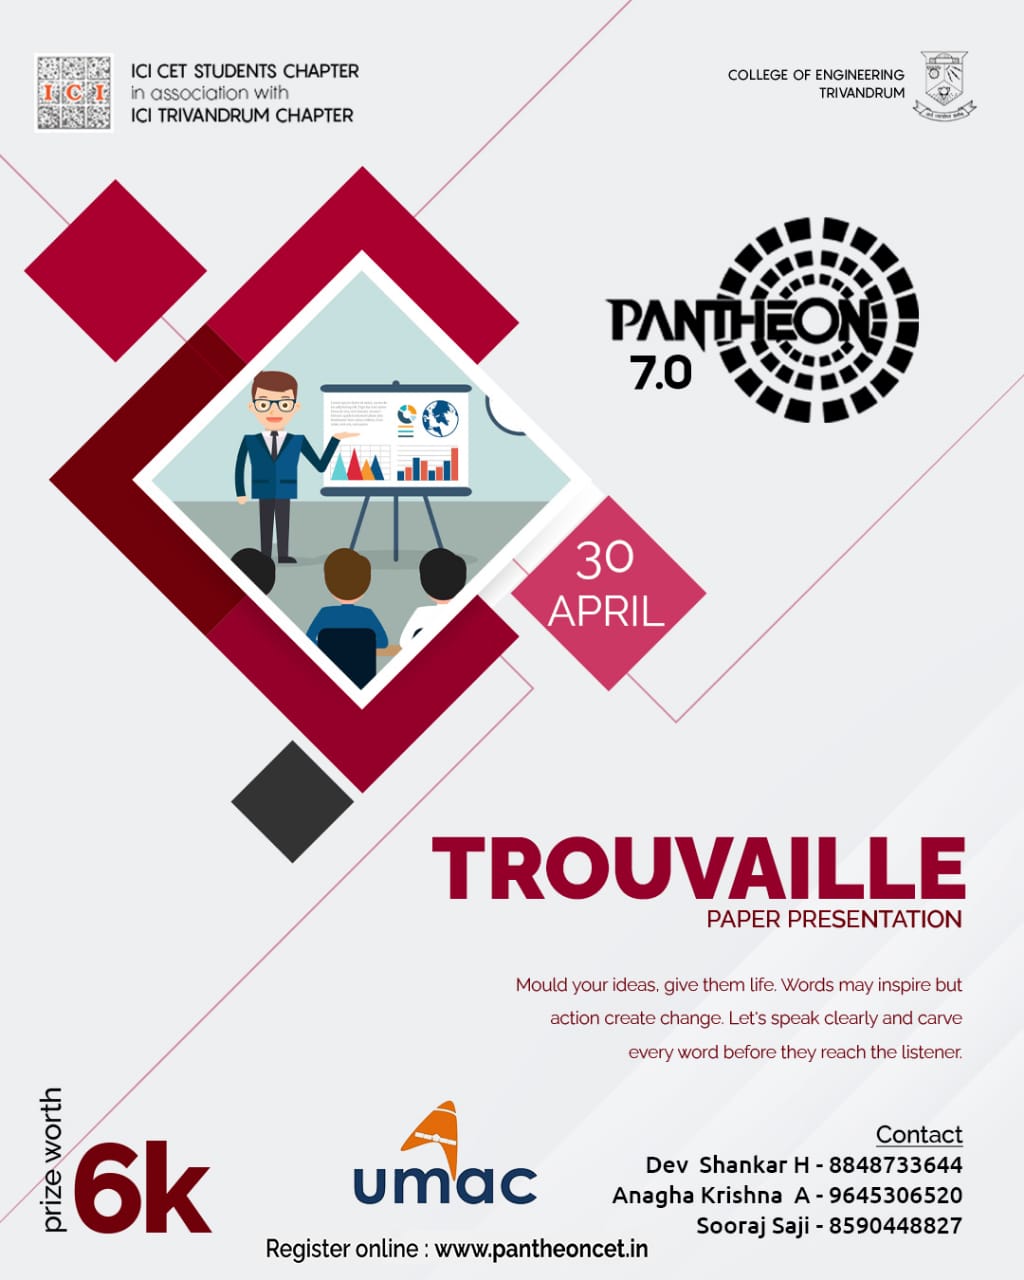 ICI
ICI CET STUDENTS CHAPTER
in association with
ICI TRIVANDRUM CHAPTER
COLLEGE OF ENGINEERING
TRIVANDRUM
PANTHEON
7.0
30
APRIL
TROUVAILLE
PAPER PRESENTATION
Mould your ideas, give them life. Words may inspire but
action create change. Let's speak clearly and carve
every word before they reach the listener.
prize worth
6k
umac
Contact
Dev Shankar H - 8848733644
Anagha Krishna A - 9645306520
Sooraj Saji - 8590448827
Register online : www.pantheoncet.in